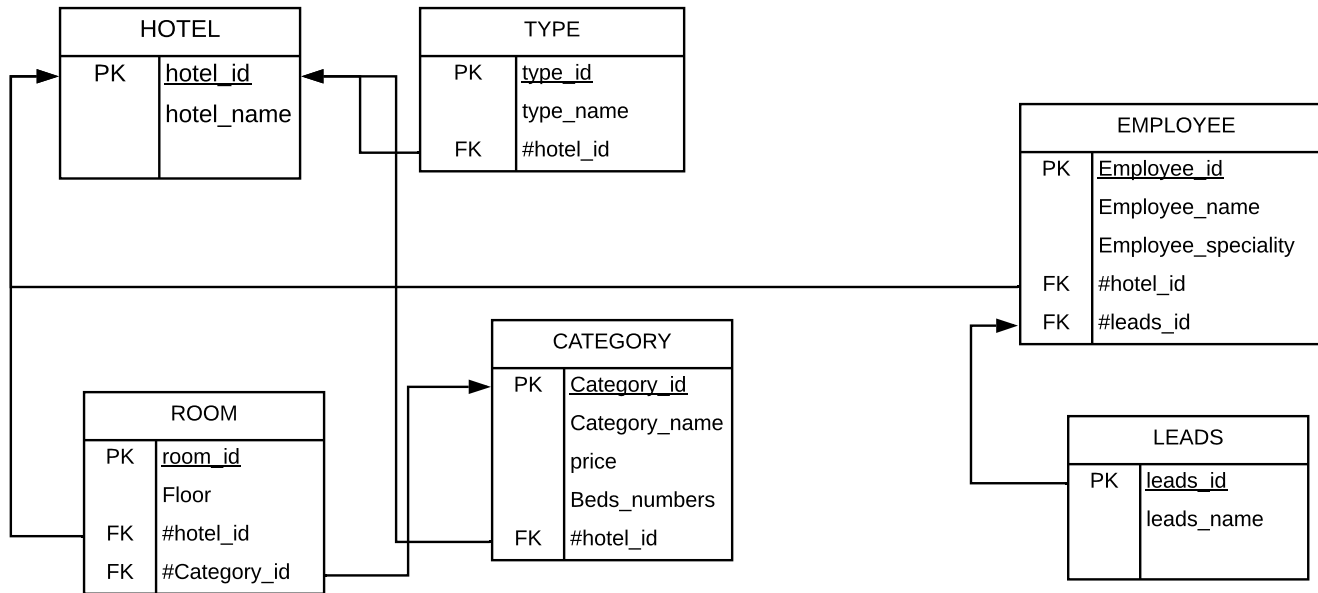 HOTEL
PK hotel_id
hotel_name
TYPE
PK type_id
type_name
FK #hotel_id
EMPLOYEE
PK Employee_id
Employee_name
Employee_speciality
FK #hotel_id
FK #leads_id
CATEGORY
PK Category_id
Category_name
price
Beds_numbers
FK #hotel_id
ROOM
PK room_id
Floor
FK #hotel_id
FK #Category_id
LEADS
PK leads_id
leads_name